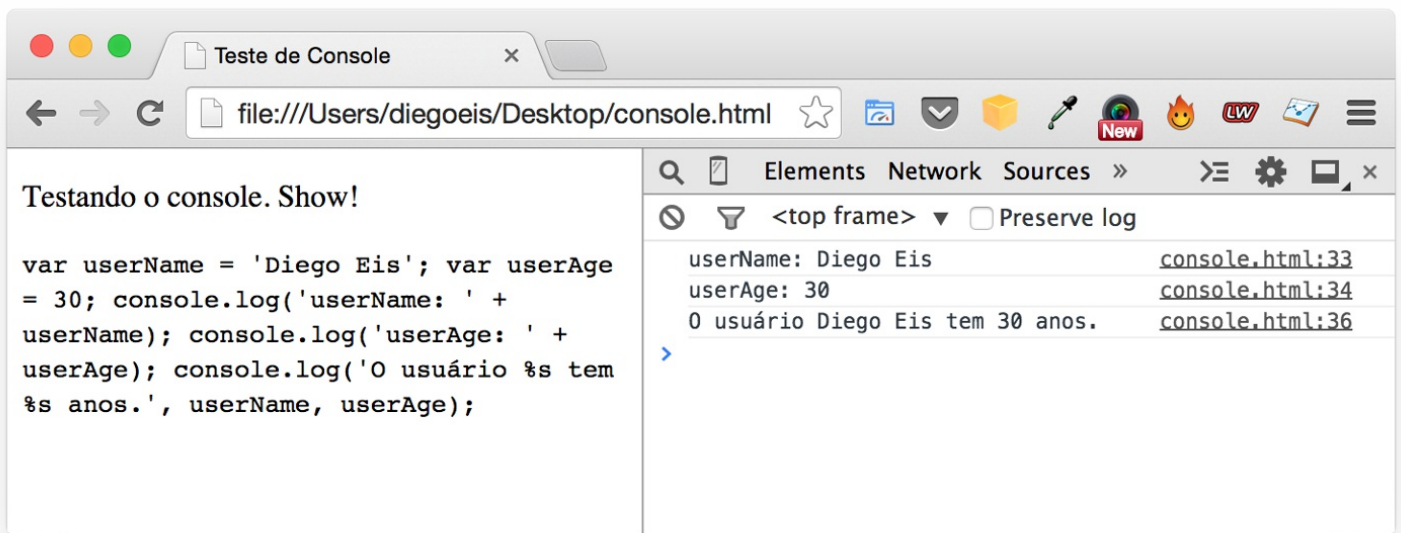 Teste de Console
file:///Users/diegoeis/Desktop/console.html
New
LW
Elements Network Sources »
<top frame> ▼ Preserve log
Testando o console. Show!
var userName = 'Diego Eis'; var userAge
= 30; console.log('userName: ' +
userName); console.log('userAge: ' +
userAge); console.log('O usuário %s tem
%s anos.', userName, userAge);
userName: Diego Eis console.html:33
userAge: 30 console.html:34
O usuário Diego Eis tem 30 anos. console.html:36